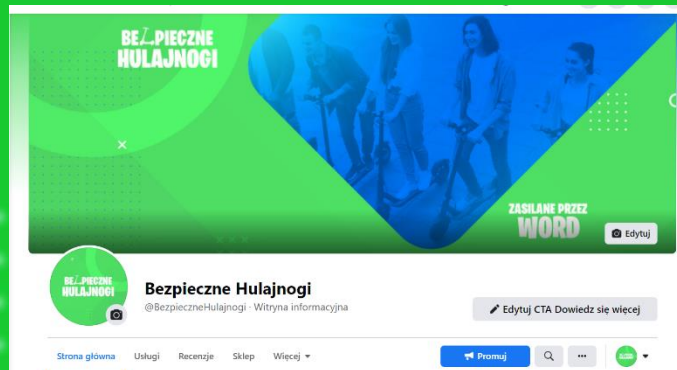 BEZPIECZNE
HULAJNOGI
ZASILANE PRZEZ
WORD
Edytuj
BEZPIECZNE
HULAJNOGI
Bezpieczne Hulajnogi
@BezpieczneHulajnogi · Witryna informacyjna
Edytuj CTA Dowiedz się więcej
Strona główna Usługi Recenzje Sklep Więcej
Promuj